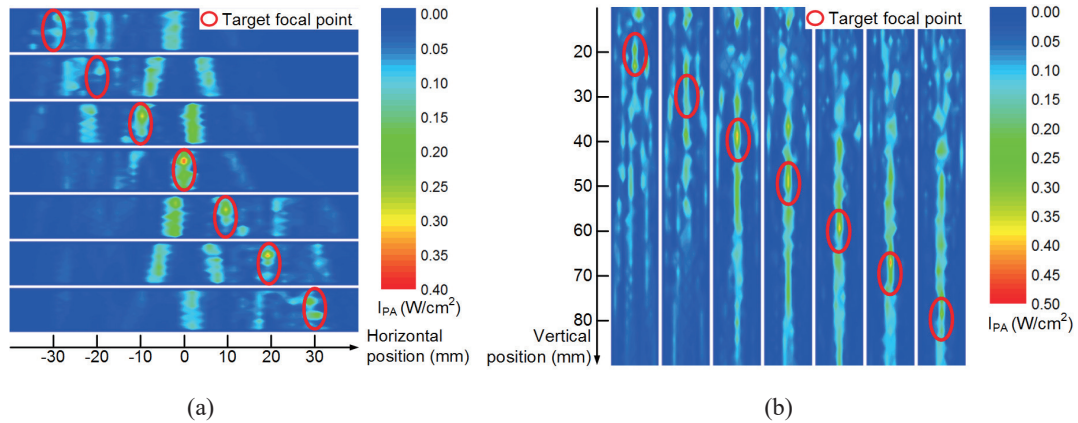 (a)
Target focal point
0.00
0.05
0.10
0.15
0.20
0.25
0.30
0.35
0.40
I_PA (W/cm²)
-30 -20 -10 0 10 20 30
Horizontal
position (mm)
(a)
(b)
Target focal point
20
30
40
50
60
70
80
Vertical
position (mm)
0.00
0.05
0.10
0.15
0.20
0.25
0.30
0.35
0.40
0.45
0.50
I_PA (W/cm²)
(b)